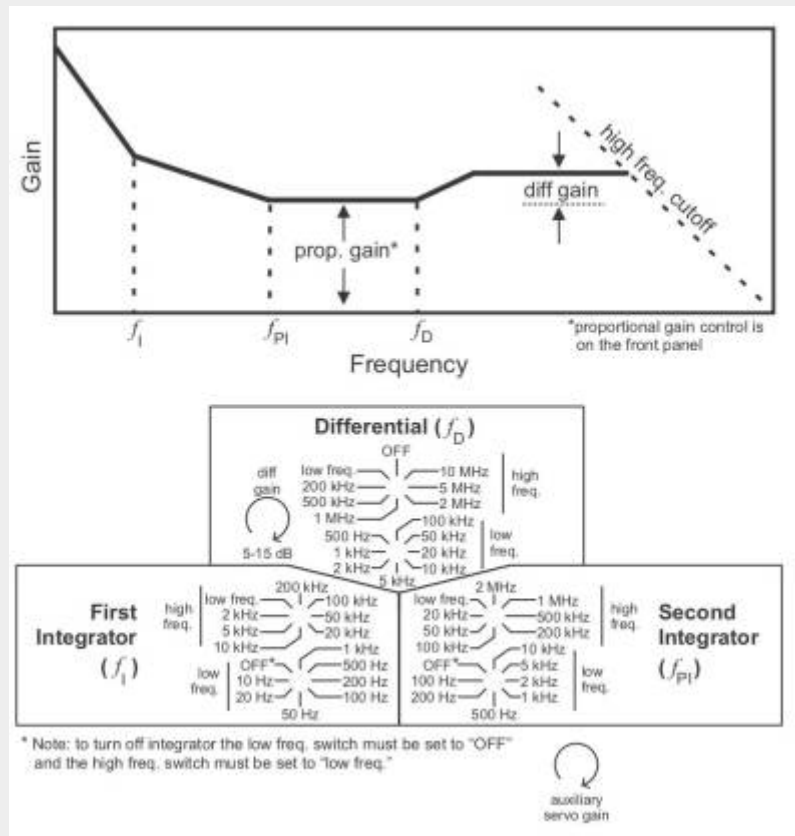 Gain
high freq. cutoff
diff gain
prop. gain*
f_I
f_PI
f_D
*proportional gain control is
on the front panel
Frequency
Differential (f_D)
OFF
diff
gain
5-15 dB
low freq.
200 kHz
500 kHz
1 MHz
10 MHz
5 MHz
2 MHz
high
freq.
500 Hz
1 kHz
2 kHz
5 kHz
100 kHz
50 kHz
20 kHz
10 kHz
low
freq.
First
Integrator
(f_I)
200 kHz
high
freq.
low freq.
2 kHz
5 kHz
10 kHz
100 kHz
50 kHz
20 kHz
low
freq.
OFF*
10 Hz
20 Hz
50 Hz
1 kHz
500 Hz
200 Hz
100 Hz
2 MHz
low freq.
20 kHz
50 kHz
100 kHz
1 MHz
500 kHz
200 kHz
high
freq.
OFF*
100 Hz
200 Hz
500 Hz
10 kHz
5 kHz
2 kHz
1 kHz
low
freq.
Second
Integrator
(f_PI)
* Note: to turn off integrator the low freq. switch must be set to "OFF"
and the high freq. switch must be set to "low freq."
auxiliary
servo gain